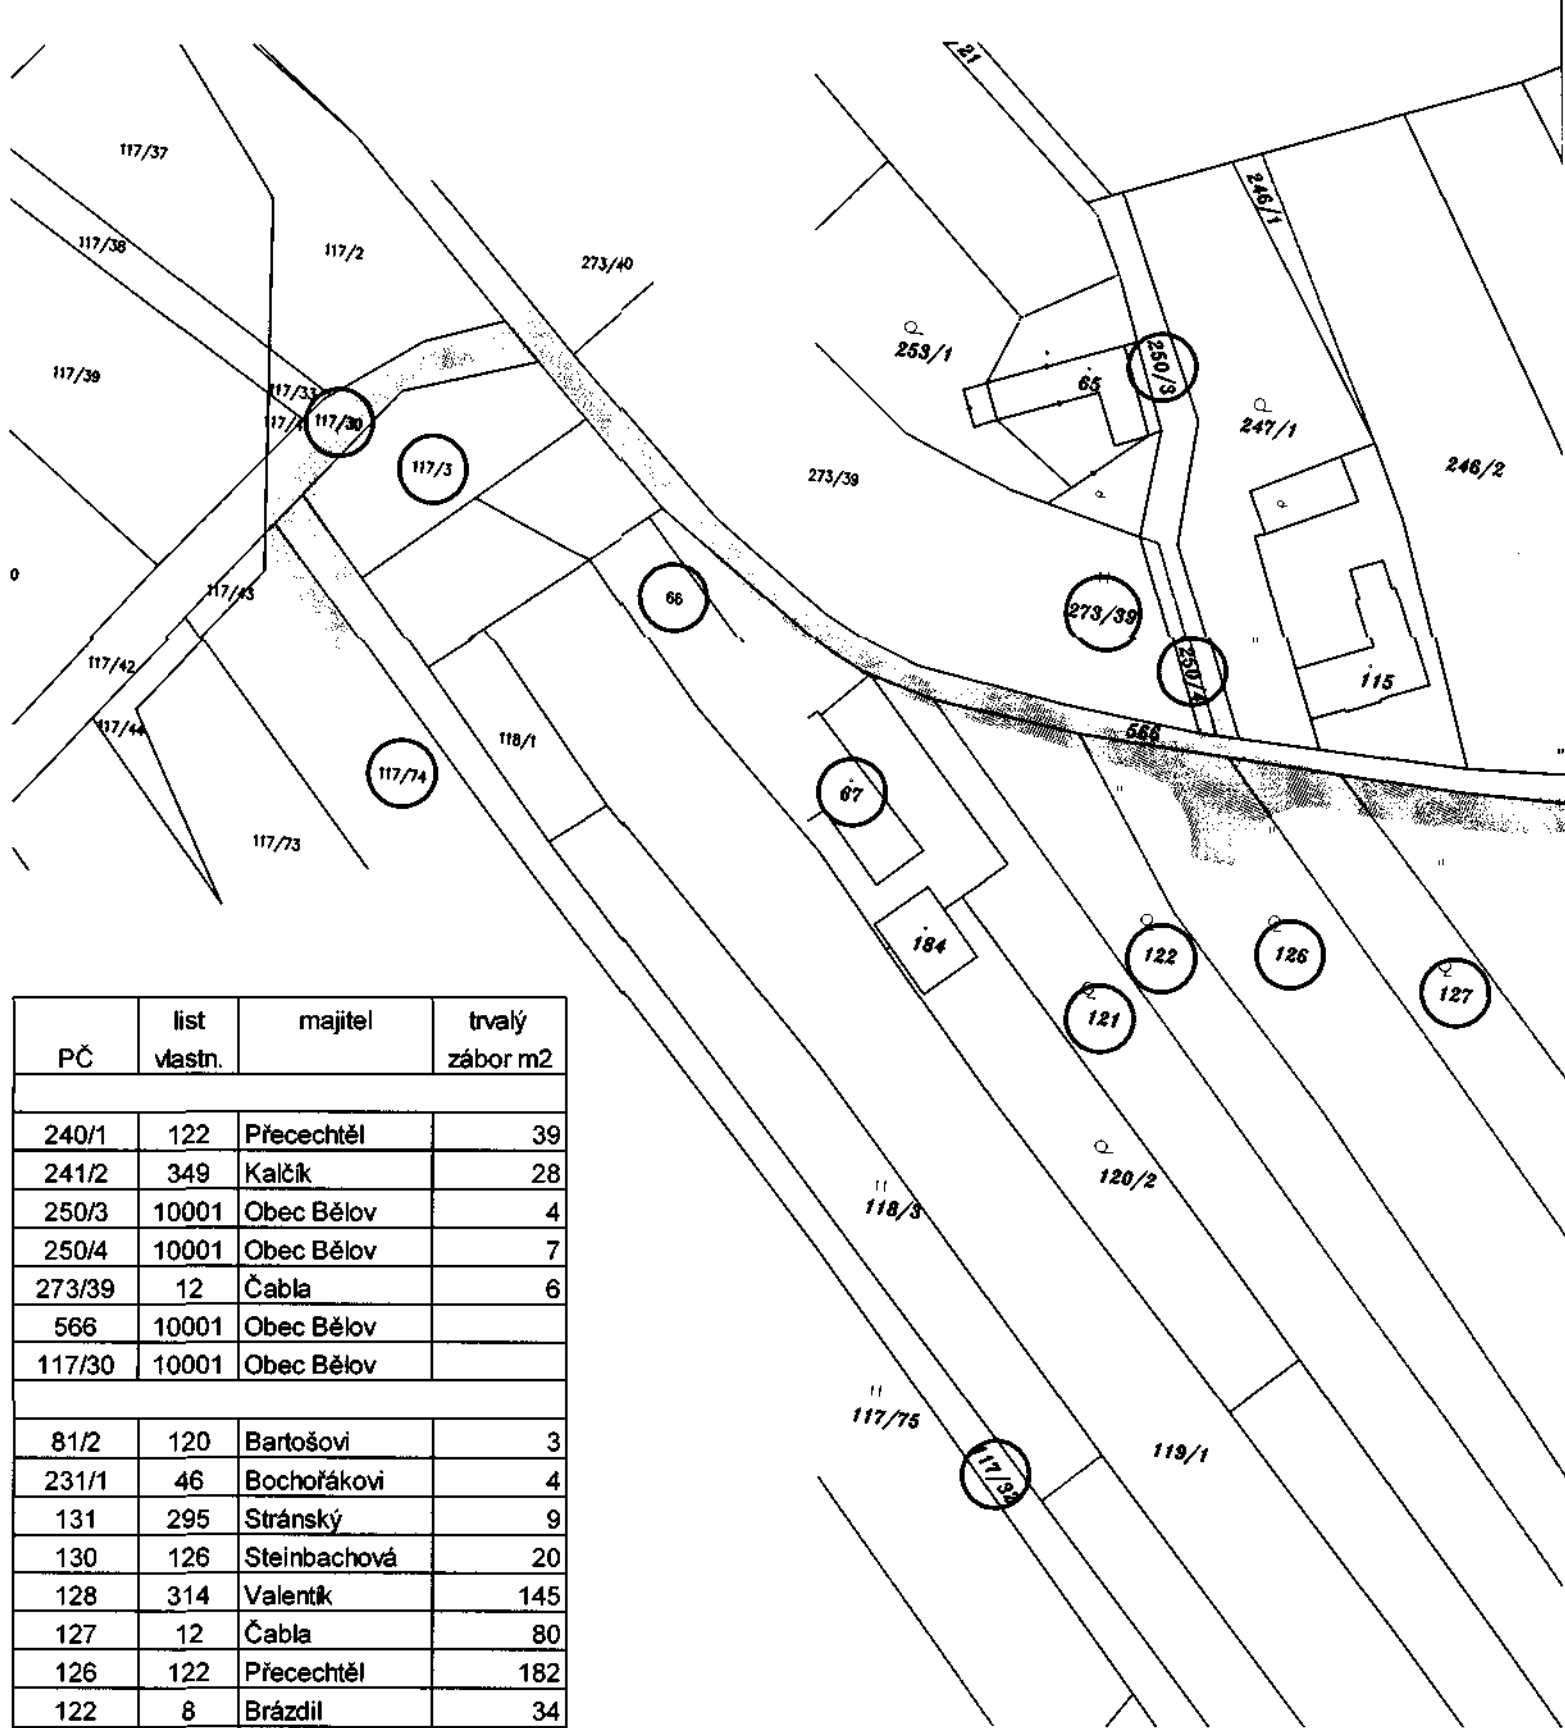 21
117/37
246/1
117/38
117/2
273/40
253/1
250/3
117/39
65
117/33
117/30
247/1
117/3
273/39
246/2
0
117/43
66
273/39
117/42
250/4
115
117/44
118/1
566
117/74
67
117/73
184
122
126
127
121
PČ list vlastn. majitel trvalý zábor m2
240/1 122 Přecechtěl 39
241/2 349 Kalčík 28
250/3 10001 Obec Bělov 4
250/4 10001 Obec Bělov 7
273/39 12 Čabla 6
566 10001 Obec Bělov
117/30 10001 Obec Bělov
81/2 120 Bartošovi 3
231/1 46 Bochořákovi 4
131 295 Stránský 9
130 126 Steinbachová 20
128 314 Valentík 145
127 12 Čabla 80
126 122 Přecechtěl 182
122 8 Brázdil 34
120/2
118/3
117/75
119/1
117/32